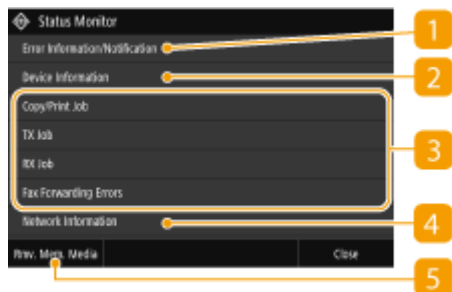 Status Monitor
1
Error Information/Notification
Device Information
2
Copy/Print Job
TX Job
3
RX Job
Fax Forwarding Errors
Network Information
4
Rmv. Mem. Media
Close
5